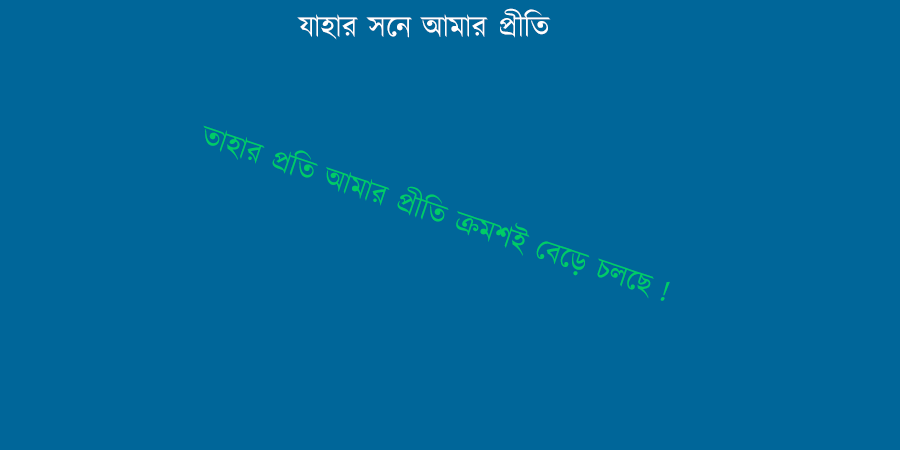 যাহার সনে আমার প্রীতি
তাহার প্রতি আমার প্রীতি ক্রমশই বেড়ে চলছে !